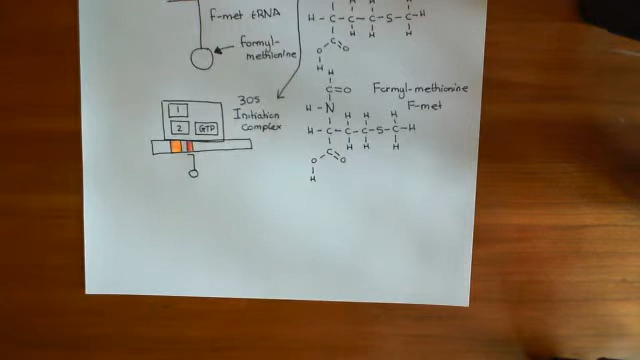 F-met tRNA
formyl-
methionine
30S
Initiation
Complex
1
2
GTP
H H H H
H-C-C-C-S-C-H
H H H
C
O O
H
H
C=O
Formyl-methionine
F-met
H-N
H H H
H-C-C-C-S-C-H
H H H
C
O O
H